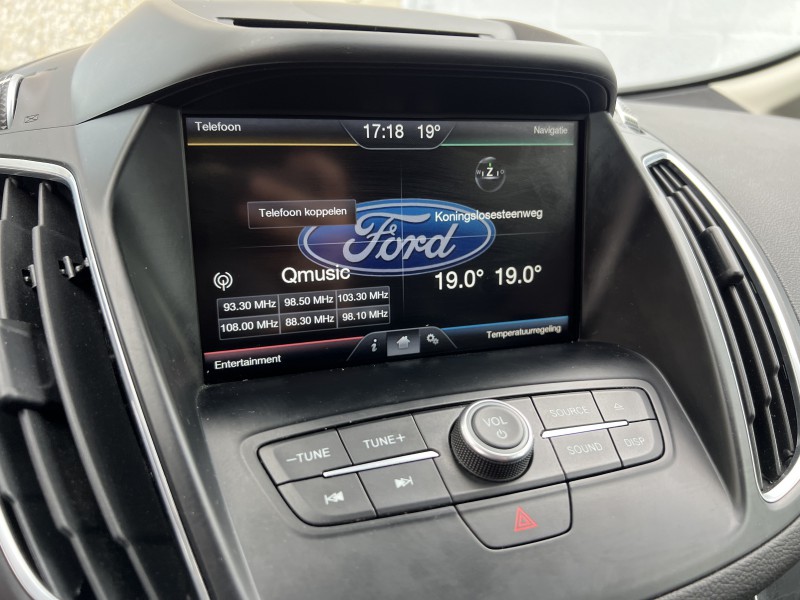 Telefoon 17:18 19° Navigatie
W Z O
Telefoon koppelen
Koningslosesteenweg
Ford
Qmusic
19.0° 19.0°
93.30 MHz 98.50 MHz 103.30 MHz
108.00 MHz 88.30 MHz 98.10 MHz
Entertainment
Temperatuurregeling
VOL
−TUNE TUNE+
SOURCE
SOUND DISP